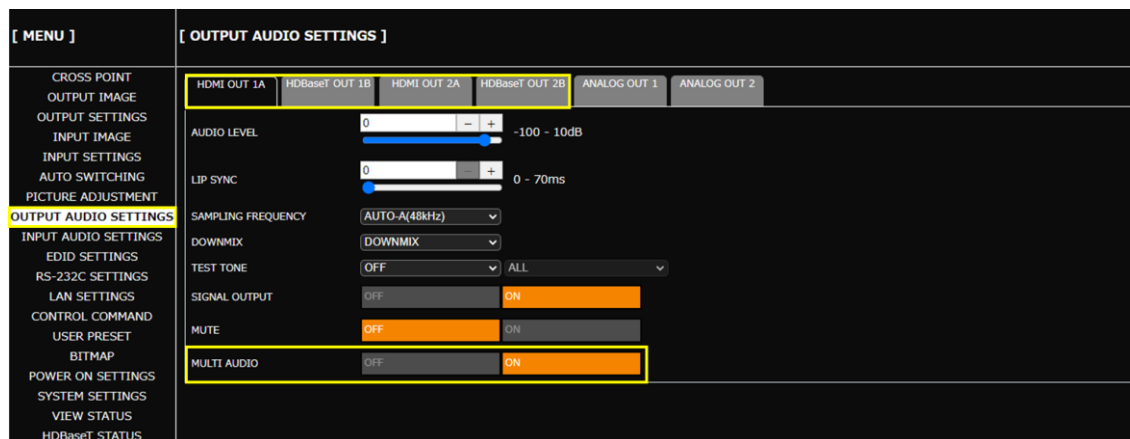 [ MENU ]
[ OUTPUT AUDIO SETTINGS ]
CROSS POINT
OUTPUT IMAGE
OUTPUT SETTINGS
INPUT IMAGE
INPUT SETTINGS
AUTO SWITCHING
PICTURE ADJUSTMENT
OUTPUT AUDIO SETTINGS
INPUT AUDIO SETTINGS
EDID SETTINGS
RS-232C SETTINGS
LAN SETTINGS
CONTROL COMMAND
USER PRESET
BITMAP
POWER ON SETTINGS
SYSTEM SETTINGS
VIEW STATUS
HDBaseT STATUS
HDMI OUT 1A HDBaseT OUT 1B HDMI OUT 2A HDBaseT OUT 2B ANALOG OUT 1 ANALOG OUT 2
AUDIO LEVEL 0 - + -100 - 10dB
LIP SYNC 0 - + 0 - 70ms
SAMPLING FREQUENCY AUTO-A(48kHz)
DOWNMIX DOWNMIX
TEST TONE OFF ALL
SIGNAL OUTPUT OFF ON
MUTE OFF ON
MULTI AUDIO OFF ON